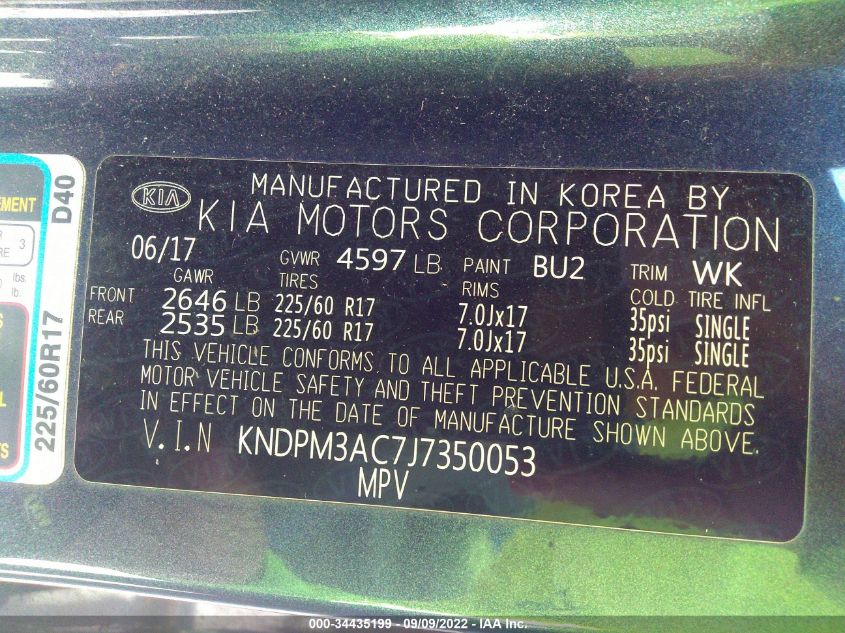 KIA
MANUFACTURED IN KOREA BY
KIA MOTORS CORPORATION
06/17 GVWR 4597 LB PAINT BU2 TRIM WK
GAWR TIRES RIMS COLD TIRE INFL
FRONT 2646 LB 225/60 R17 7.0Jx17 35psi SINGLE
REAR 2535 LB 225/60 R17 7.0Jx17 35psi SINGLE
THIS VEHICLE CONFORMS TO ALL APPLICABLE U.S.A. FEDERAL
MOTOR VEHICLE SAFETY AND THEFT PREVENTION STANDARDS
IN EFFECT ON THE DATE OF MANUFACTURE SHOWN ABOVE.
V.I.N KNDPM3AC7J7350053
MPV
225/60R17 D40
EMENT
3
lbs.
lb.
000-34435199 - 09/09/2022 - IAA Inc.